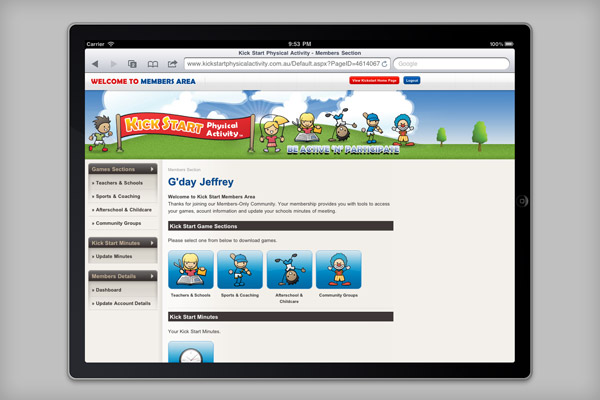 Carrier 9:53 PM 100%
Kick Start Physical Activity - Members Section
www.kickstartphysicalactivity.com.au/Default.aspx?PageID=4614067 Google
WELCOME TO MEMBERS AREA View Kickstart Home Page Logout
KICK START Physical Activity
BE ACTIVE 'N' PARTICIPATE
Games Sections
» Teachers & Schools
» Sports & Coaching
» Afterschool & Childcare
» Community Groups
Kick Start Minutes
» Update Minutes
Members Details
» Dashboard
» Update Account Details
Members Section
G'day Jeffrey
Welcome to Kick Start Members Area
Thanks for joining our Members-Only Community. Your membership provides you with tools to access
your games, acount information and update your schools minutes of meeting.
Kick Start Game Sections
Please select one from below to download games.
Teachers & Schools
Sports & Coaching
Afterschool &
Childcare
Community Groups
Kick Start Minutes
Your Kick Start Minutes.